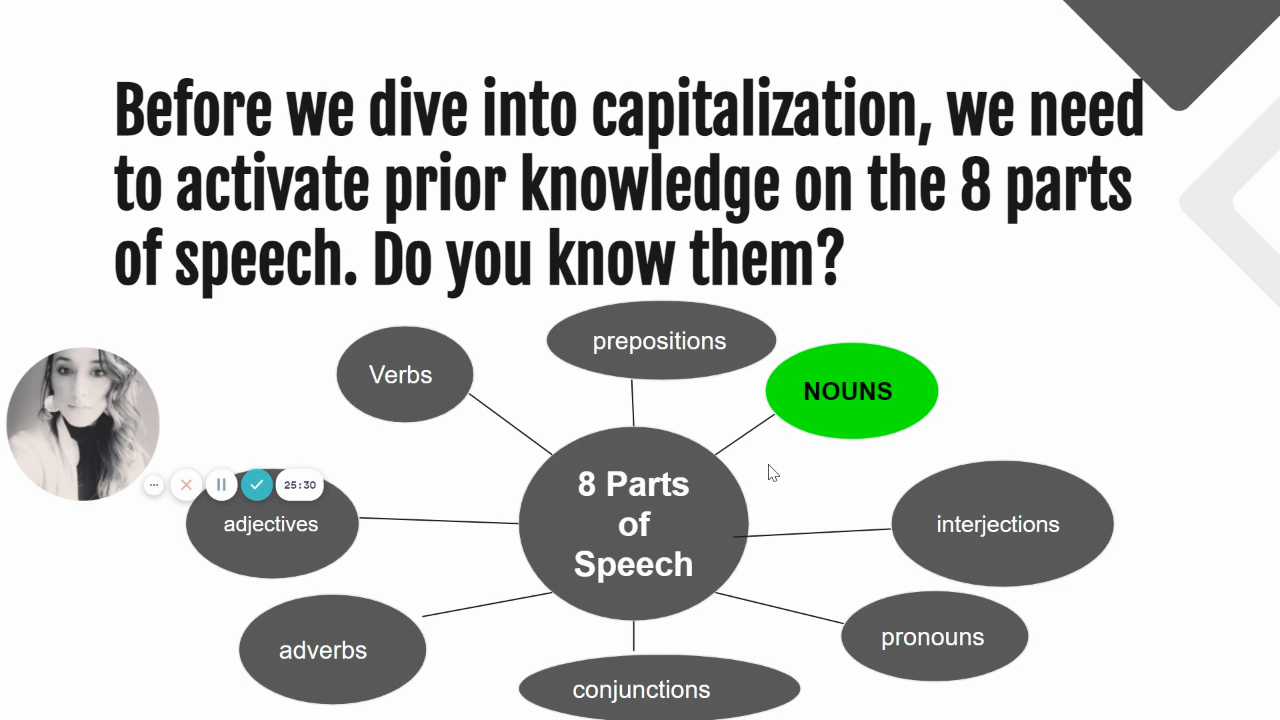 Before we dive into capitalization, we need
to activate prior knowledge on the 8 parts
of speech. Do you know them?
prepositions
Verbs
NOUNS
8 Parts
of
Speech
25:30
adjectives
interjections
adverbs
pronouns
conjunctions